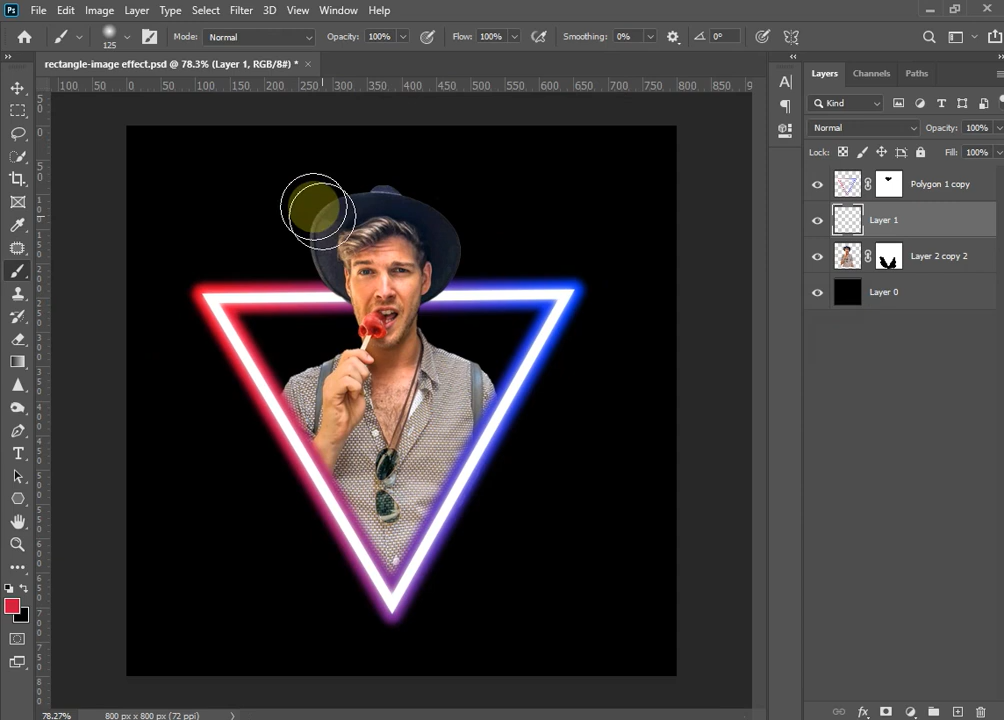 Ps File Edit Image Layer Type Select Filter 3D View Window Help
125 Mode: Normal Opacity: 100% Flow: 100% Smoothing: 0% 0°
rectangle-image effect.psd @ 78.3% (Layer 1, RGB/8#) * ×
100 50 0 50 100 150 200 250 300 350 400 450 500 550 600 650 700 750 800 850
Layers Channels Paths
Kind
Normal Opacity: 100%
Lock: Fill: 100%
Polygon 1 copy
Layer 1
Layer 2 copy 2
Layer 0
78.27% 800 px x 800 px (72 ppi)